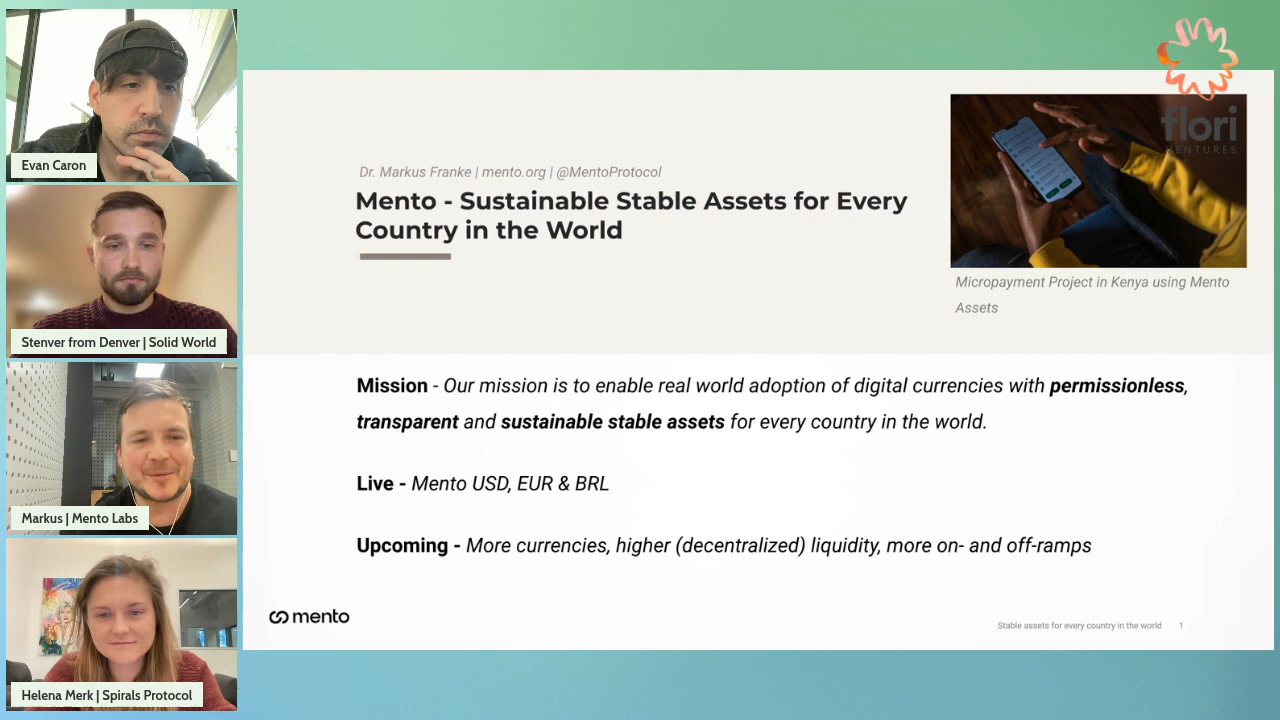 Evan Caron
Stenver from Denver | Solid World
Markus | Mento Labs
Helena Merk | Spirals Protocol
flori
VENTURES
Dr. Markus Franke | mento.org | @MentoProtocol
Mento - Sustainable Stable Assets for Every
Country in the World
Micropayment Project in Kenya using Mento
Assets
Mission - Our mission is to enable real world adoption of digital currencies with permissionless,
transparent and sustainable stable assets for every country in the world.
Live - Mento USD, EUR & BRL
Upcoming - More currencies, higher (decentralized) liquidity, more on- and off-ramps
mento
Stable assets for every country in the world 1